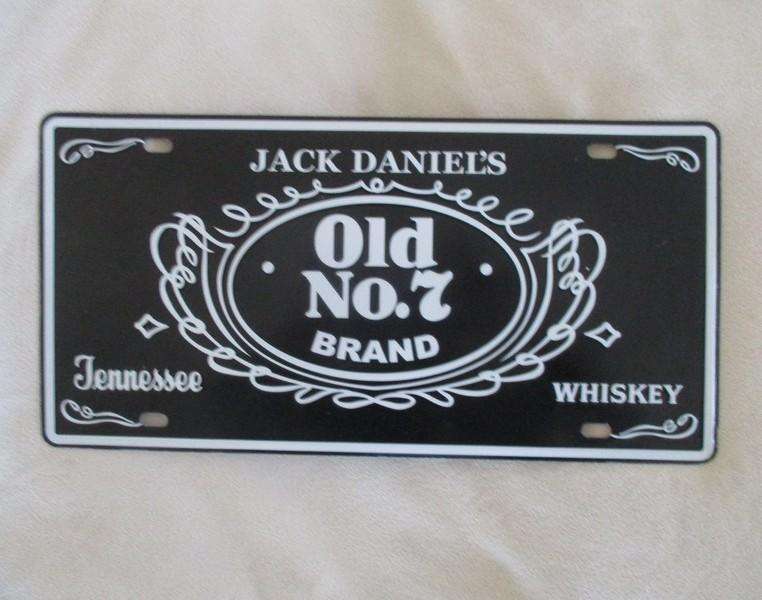 JACK DANIEL'S
Old
No.7
BRAND
Tennessee
WHISKEY